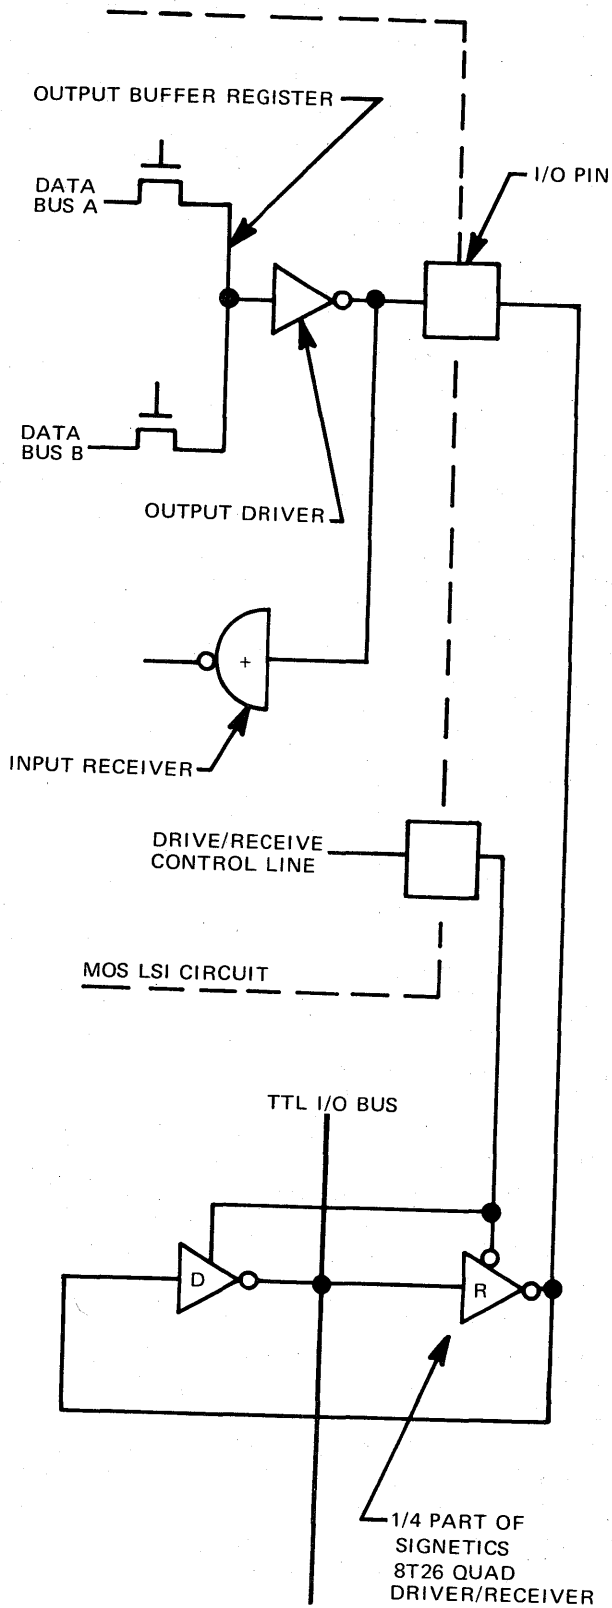 OUTPUT BUFFER REGISTER
I/O PIN
DATA
BUS A
DATA
BUS B
OUTPUT DRIVER
+
INPUT RECEIVER
DRIVE/RECEIVE
CONTROL LINE
MOS LSI CIRCUIT
TTL I/O BUS
D
R
1/4 PART OF
SIGNETICS
8T26 QUAD
DRIVER/RECEIVER